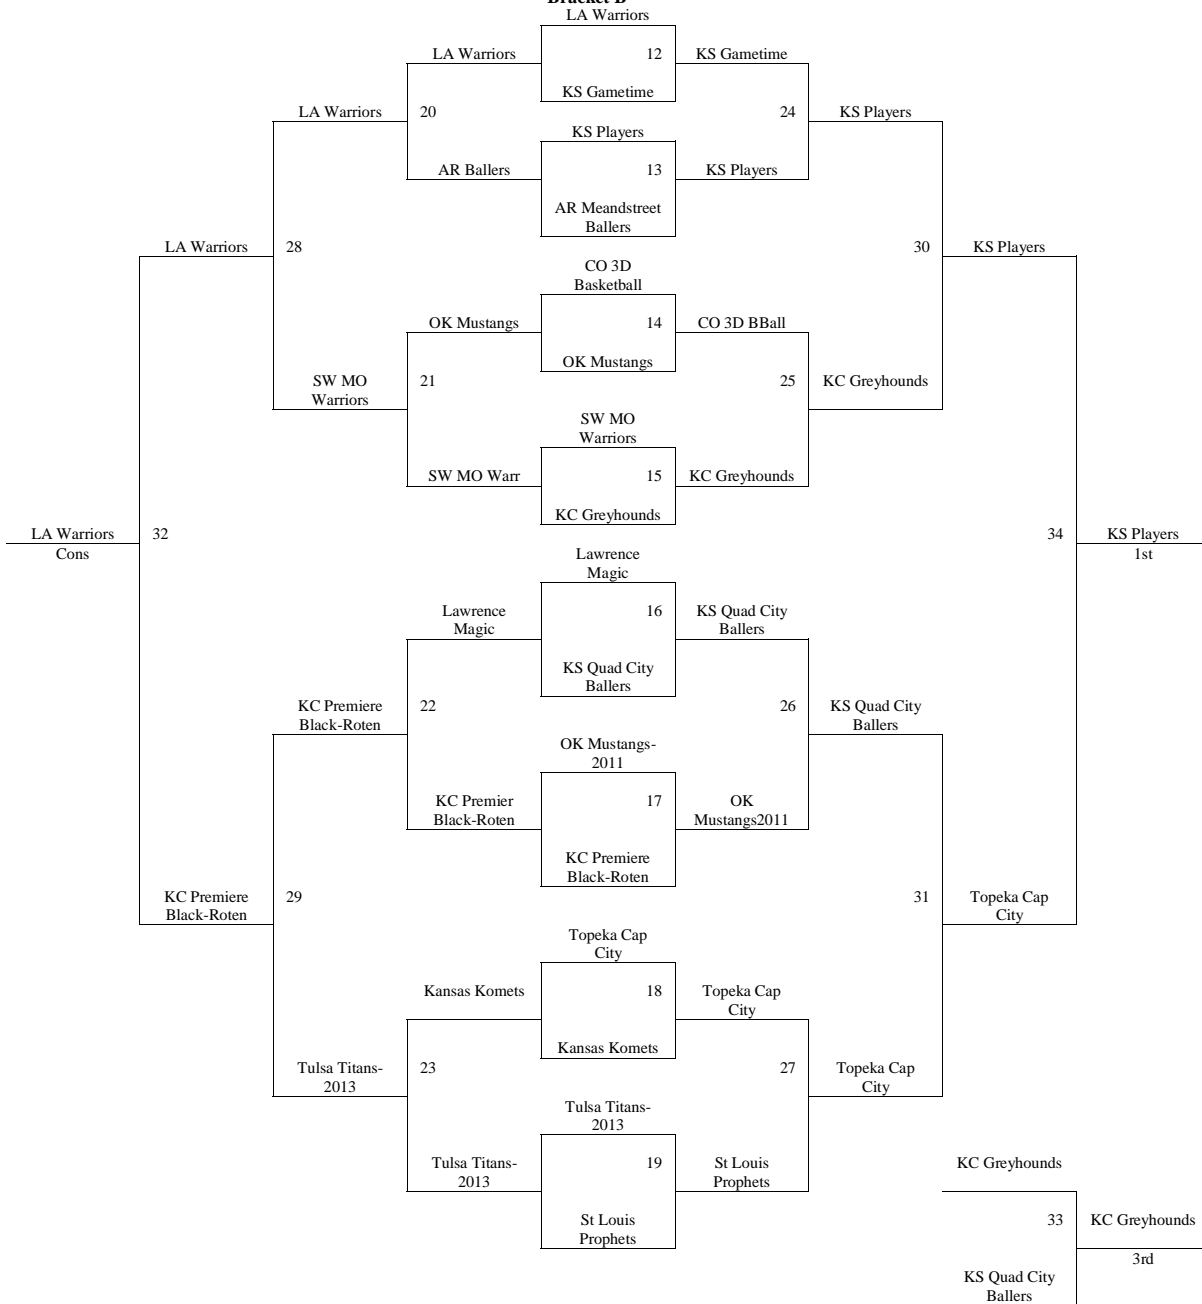 Bracket B
LA Warriors
LA Warriors
12
KS Gametime
KS Gametime
LA Warriors
20
24
KS Players
KS Players
AR Ballers
13
KS Players
AR Meandstreet
Ballers
LA Warriors
28
30
KS Players
CO 3D
Basketball
OK Mustangs
14
CO 3D BBall
OK Mustangs
SW MO
Warriors
21
25
KC Greyhounds
SW MO
Warriors
SW MO Warr
15
KC Greyhounds
KC Greyhounds
LA Warriors
Cons
32
34
KS Players
1st
Lawrence
Magic
Lawrence
Magic
16
KS Quad City
Ballers
KS Quad City
Ballers
KC Premiere
Black-Roten
22
26
KS Quad City
Ballers
OK Mustangs-
2011
KC Premier
Black-Roten
17
OK
Mustangs2011
KC Premiere
Black-Roten
KC Premiere
Black-Roten
29
31
Topeka Cap
City
Topeka Cap
City
Kansas Komets
18
Topeka Cap
City
Kansas Komets
Tulsa Titans-
2013
23
27
Topeka Cap
City
Tulsa Titans-
2013
Tulsa Titans-
2013
19
St Louis
Prophets
St Louis
Prophets
KC Greyhounds
33
KC Greyhounds
3rd
KS Quad City
Ballers